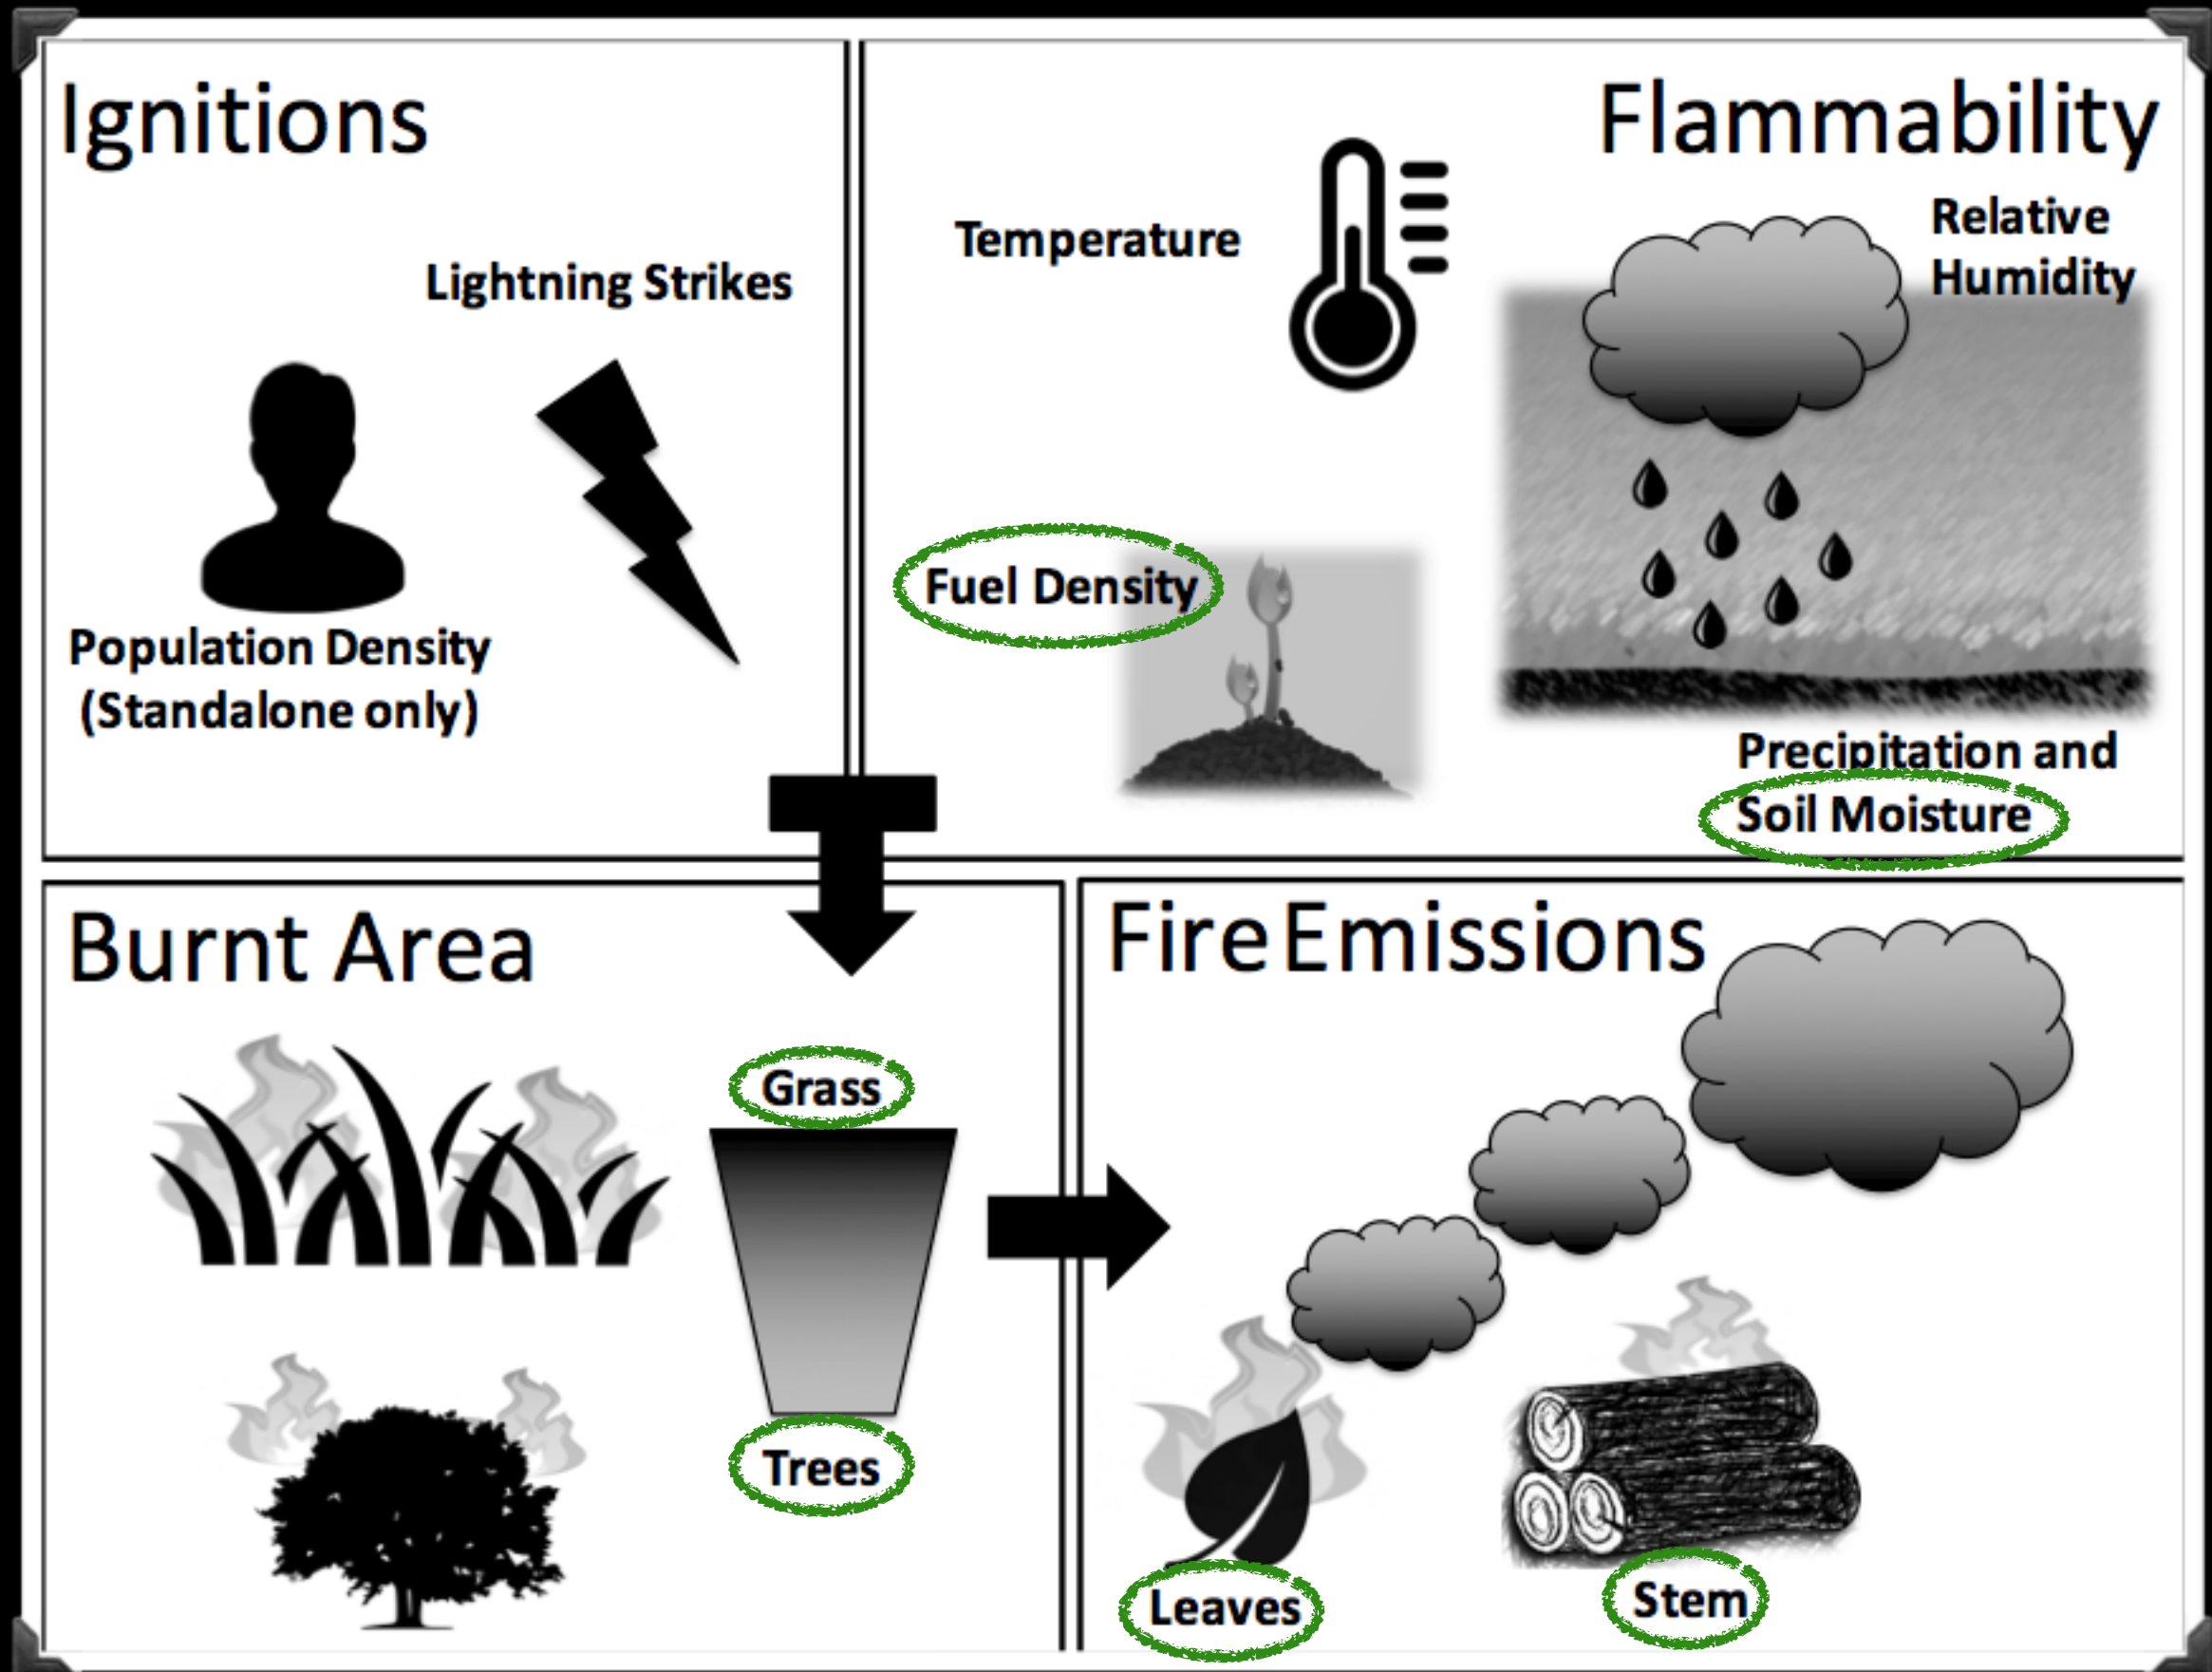 Ignitions
Lightning Strikes
Population Density
(Standalone only)
Flammability
Temperature
Relative
Humidity
Fuel Density
Precipitation and
Soil Moisture
Burnt Area
Grass
Trees
Fire Emissions
Leaves
Stem